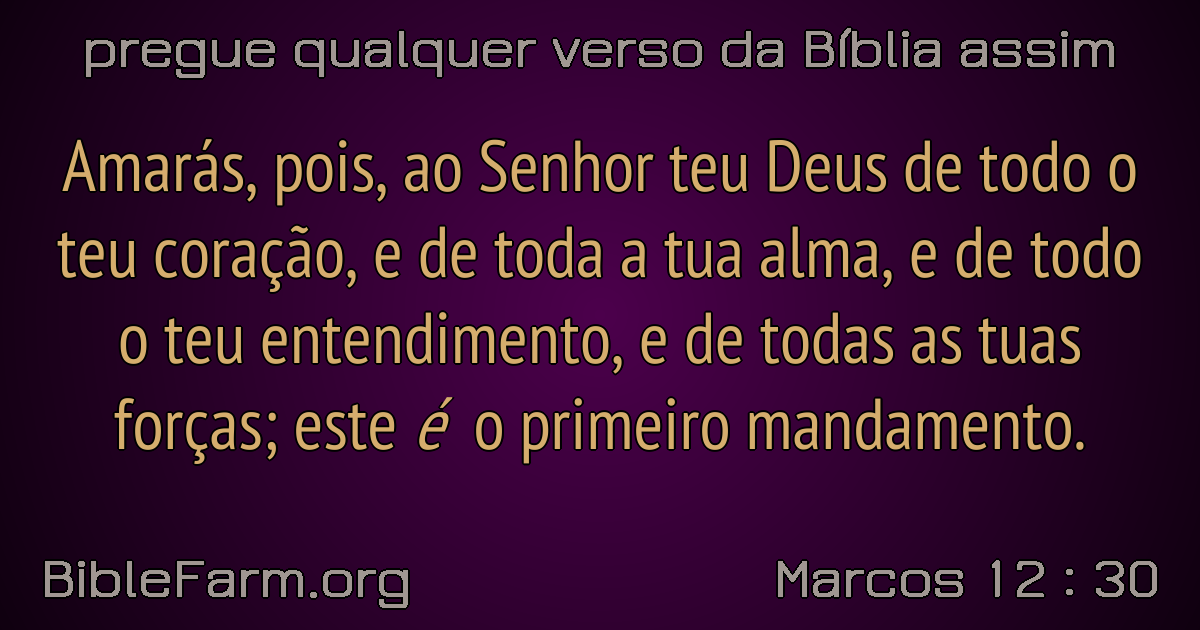 pregue qualquer verso da Bíblia assim
Amarás, pois, ao Senhor teu Deus de todo o
teu coração, e de toda a tua alma, e de todo
o teu entendimento, e de todas as tuas
forças; este é o primeiro mandamento.
BibleFarm.org
Marcos 12 : 30